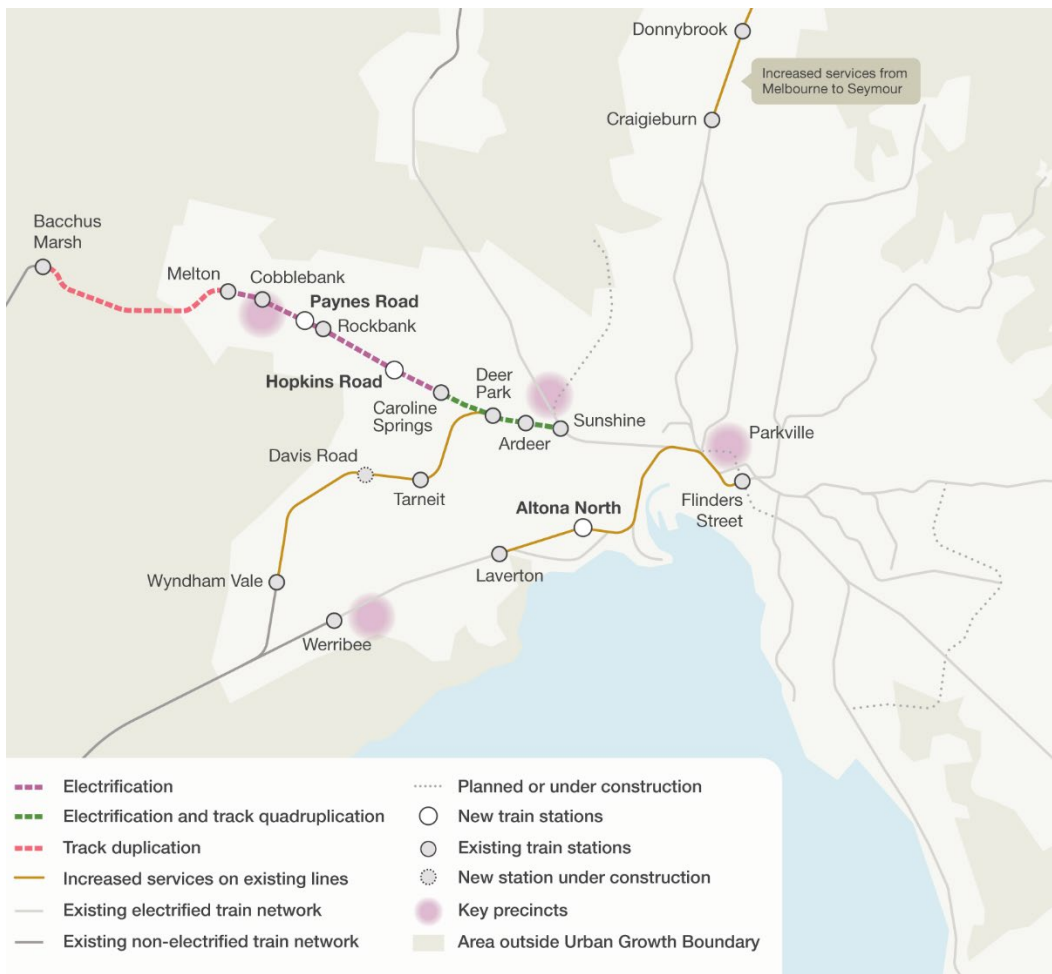 Donnybrook
Increased services from
Melbourne to Seymour
Craigieburn
Bacchus
Marsh
Melton
Cobblebank
Paynes Road
Rockbank
Hopkins Road
Deer
Park
Caroline
Springs
Sunshine
Ardeer
Parkville
Davis Road
Tarneit
Flinders
Street
Altona North
Laverton
Wyndham Vale
Werribee
Electrification
Electrification and track quadruplication
Track duplication
Increased services on existing lines
Existing electrified train network
Existing non-electrified train network
Planned or under construction
New train stations
Existing train stations
New station under construction
Key precincts
Area outside Urban Growth Boundary